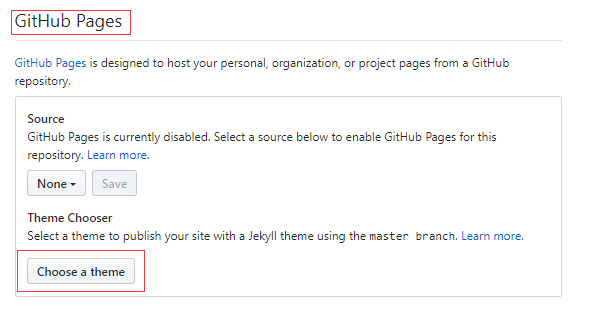 GitHub Pages
GitHub Pages is designed to host your personal, organization, or project pages from a GitHub
repository.
Source
GitHub Pages is currently disabled. Select a source below to enable GitHub Pages for this
repository. Learn more.
None Save
Theme Chooser
Select a theme to publish your site with a Jekyll theme using the master branch. Learn more.
Choose a theme